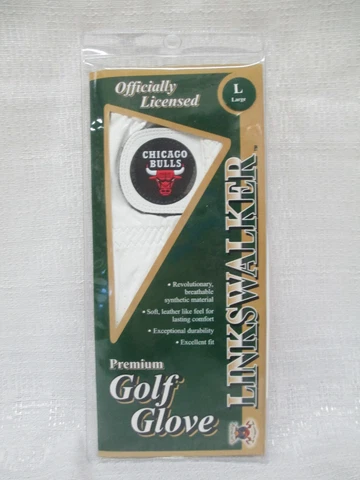 Officially
Licensed
L
Large
CHICAGO
BULLS
LINKSWALKER
TM
• Revolutionary,
breathable
synthetic material
• Soft, leather like feel for
lasting comfort
• Exceptional durability
• Excellent fit
Premium
Golf
Glove